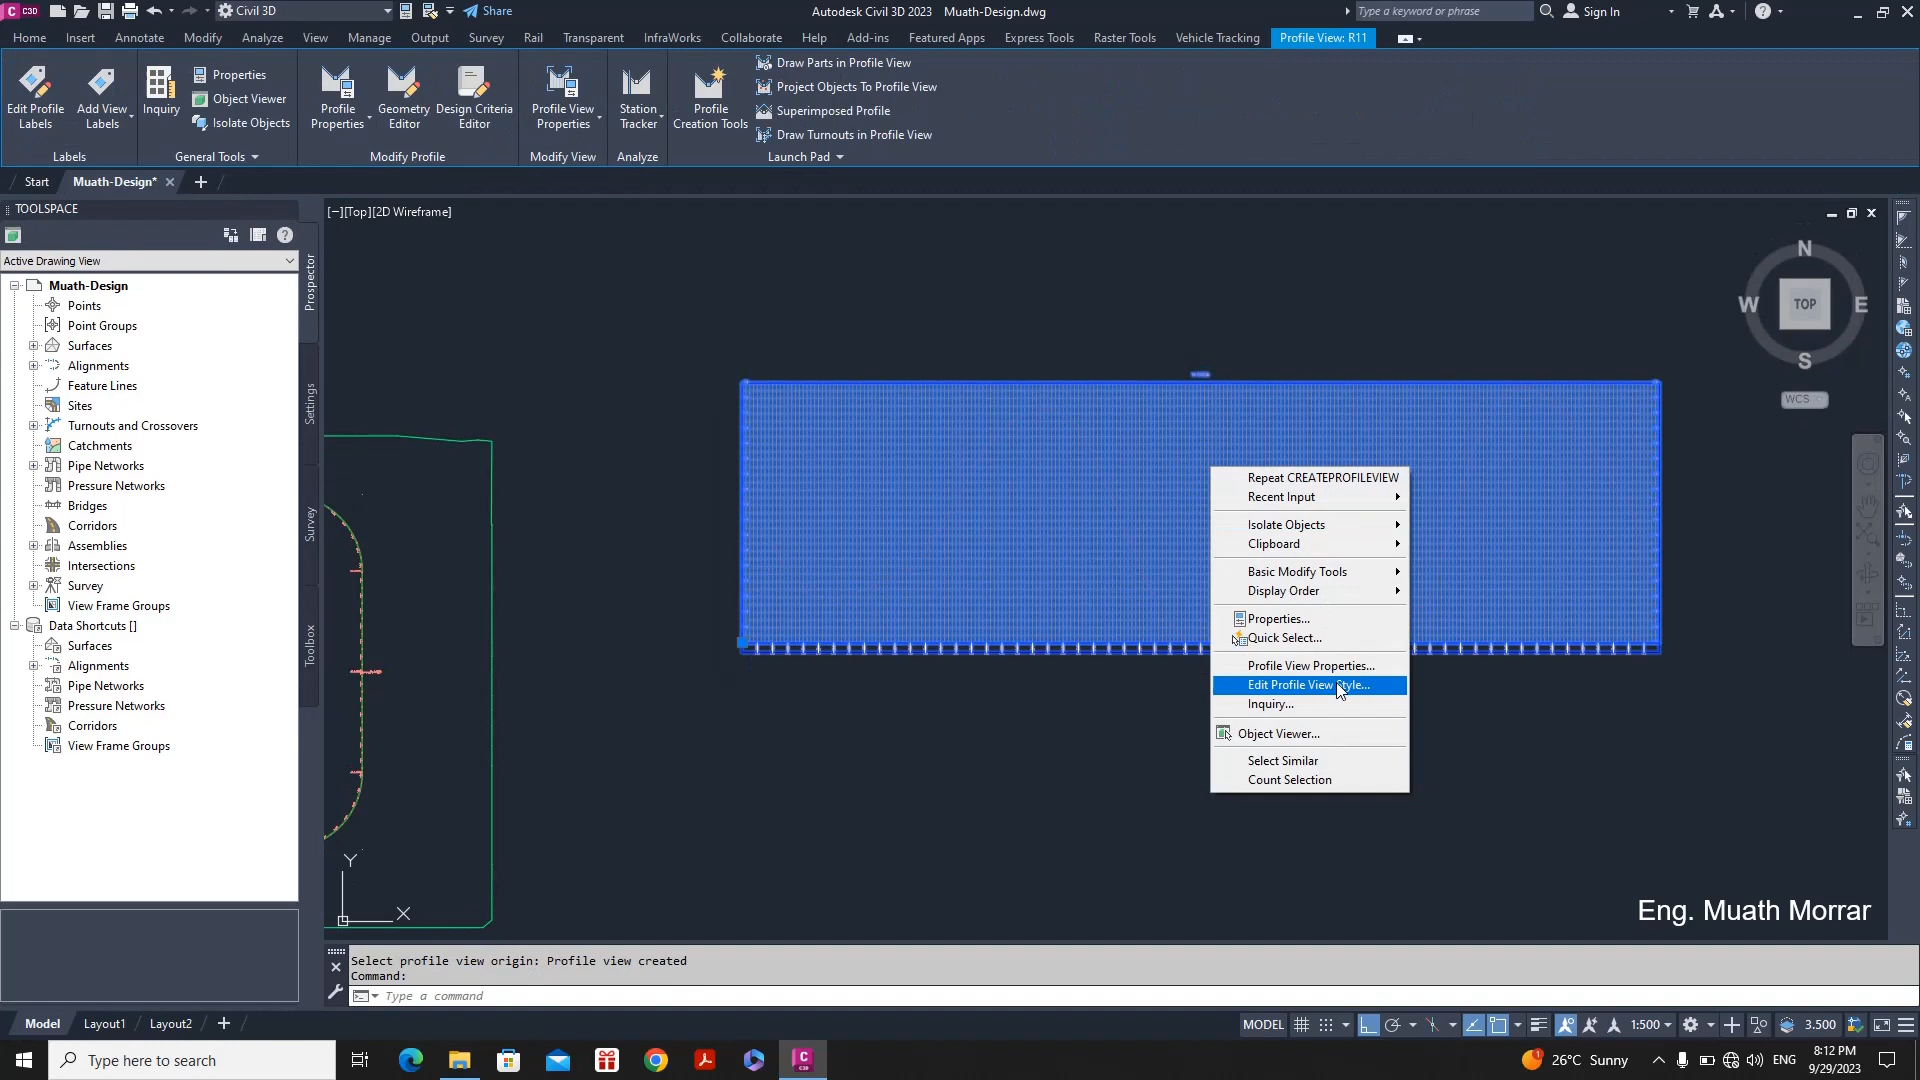 C3D
Civil 3D
Share
Autodesk Civil 3D 2023 Muath-Design.dwg
Type a keyword or phrase
Sign In
Home Insert Annotate Modify Analyze View Manage Output Survey Rail Transparent InfraWorks Collaborate Help Add-ins Featured Apps Express Tools Raster Tools Vehicle Tracking Profile View: R11
Edit Profile Labels
Add View Labels
Inquiry
Properties
Object Viewer
Isolate Objects
Profile Properties
Geometry Editor
Design Criteria Editor
Profile View Properties
Station Tracker
Profile Creation Tools
Draw Parts in Profile View
Project Objects To Profile View
Superimposed Profile
Draw Turnouts in Profile View
Labels
General Tools
Modify Profile
Modify View
Analyze
Launch Pad
Start
Muath-Design*
TOOLSPACE
[−][Top][2D Wireframe]
Active Drawing View
Muath-Design
Points
Point Groups
Surfaces
Alignments
Feature Lines
Sites
Turnouts and Crossovers
Catchments
Pipe Networks
Pressure Networks
Bridges
Corridors
Assemblies
Intersections
Survey
View Frame Groups
Data Shortcuts []
Surfaces
Alignments
Pipe Networks
Pressure Networks
Corridors
View Frame Groups
Prospector
Settings
Survey
Toolbox
N
W TOP E
S
WCS
Repeat CREATEPROFILEVIEW
Recent Input
Isolate Objects
Clipboard
Basic Modify Tools
Display Order
Properties...
Quick Select...
Profile View Properties...
Edit Profile View Style...
Inquiry...
Object Viewer...
Select Similar
Count Selection
Y
X
Eng. Muath Morrar
Select profile view origin: Profile view created
Command:
Type a command
Model Layout1 Layout2
MODEL
1:500
3.500
Type here to search
26°C Sunny
ENG
8:12 PM
9/29/2023